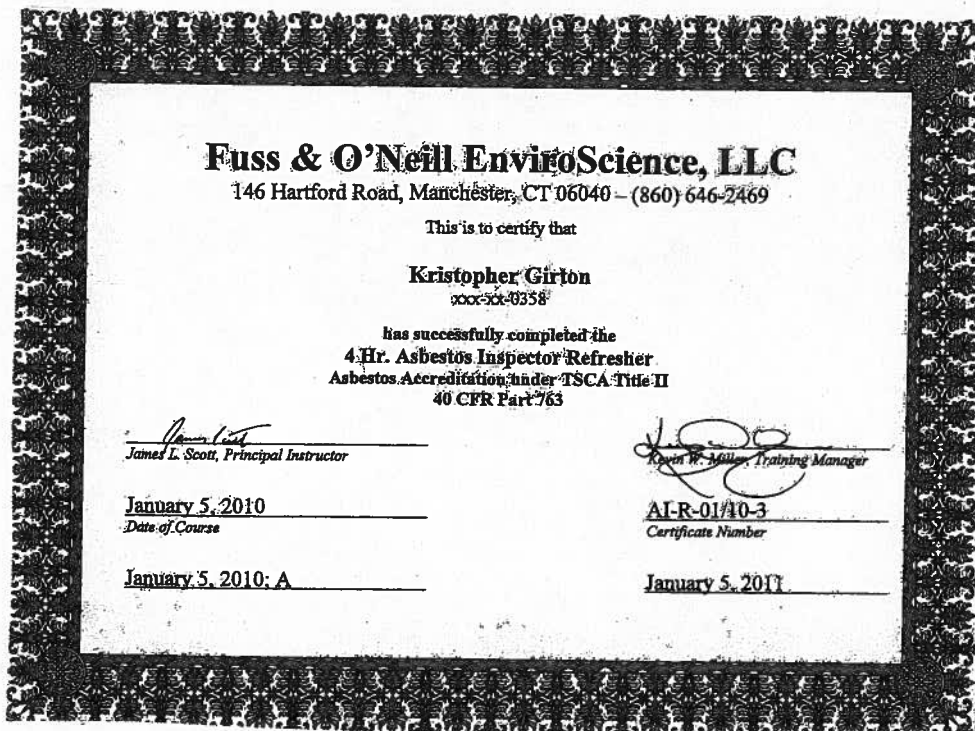 Fuss & O'Neill EnviroScience, LLC
146 Hartford Road, Manchester, CT 06040 – (860) 646-2469
This is to certify that
Kristopher Girton
xxx-xx-0358
has successfully completed the
4 Hr. Asbestos Inspector Refresher
Asbestos Accreditation under TSCA Title II
40 CFR Part 763
James L. Scott, Principal Instructor
Kevin W. Miller, Training Manager
January 5, 2010
Date of Course
AI-R-01/10-3
Certificate Number
January 5, 2010; A
January 5, 2011